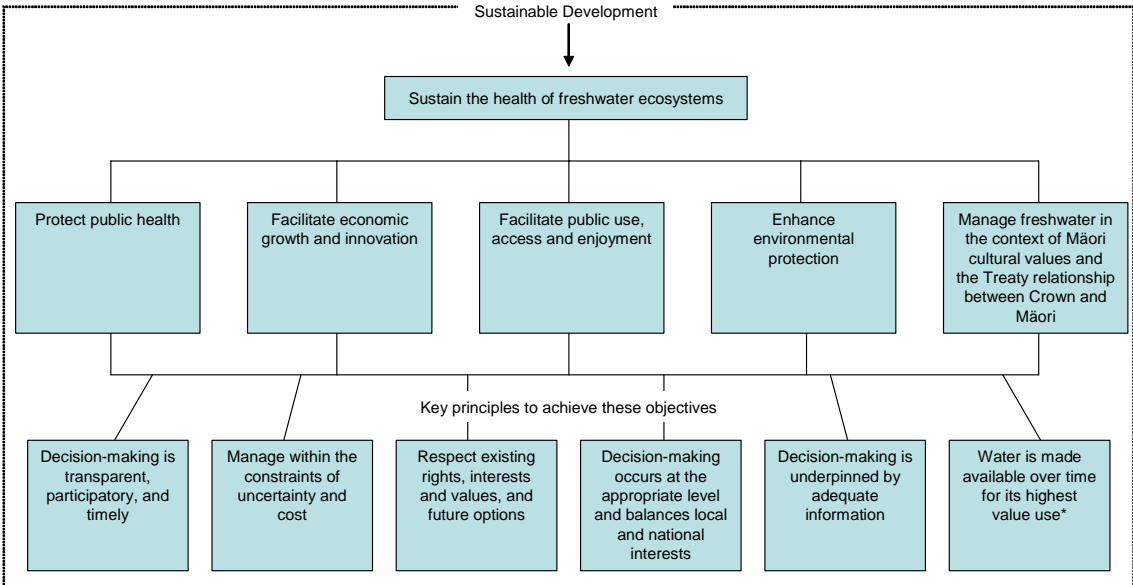 Sustainable Development
Sustain the health of freshwater ecosystems
Protect public health
Facilitate economic
growth and innovation
Facilitate public use,
access and enjoyment
Enhance
environmental
protection
Manage freshwater in
the context of Mäori
cultural values and
the Treaty relationship
between Crown and
Mäori
Key principles to achieve these objectives
Decision-making is
transparent,
participatory, and
timely
Manage within the
constraints of
uncertainty and
cost
Respect existing
rights, interests
and values, and
future options
Decision-making
occurs at the
appropriate level
and balances local
and national
interests
Decision-making is
underpinned by
adequate
information
Water is made
available over time
for its highest
value use*